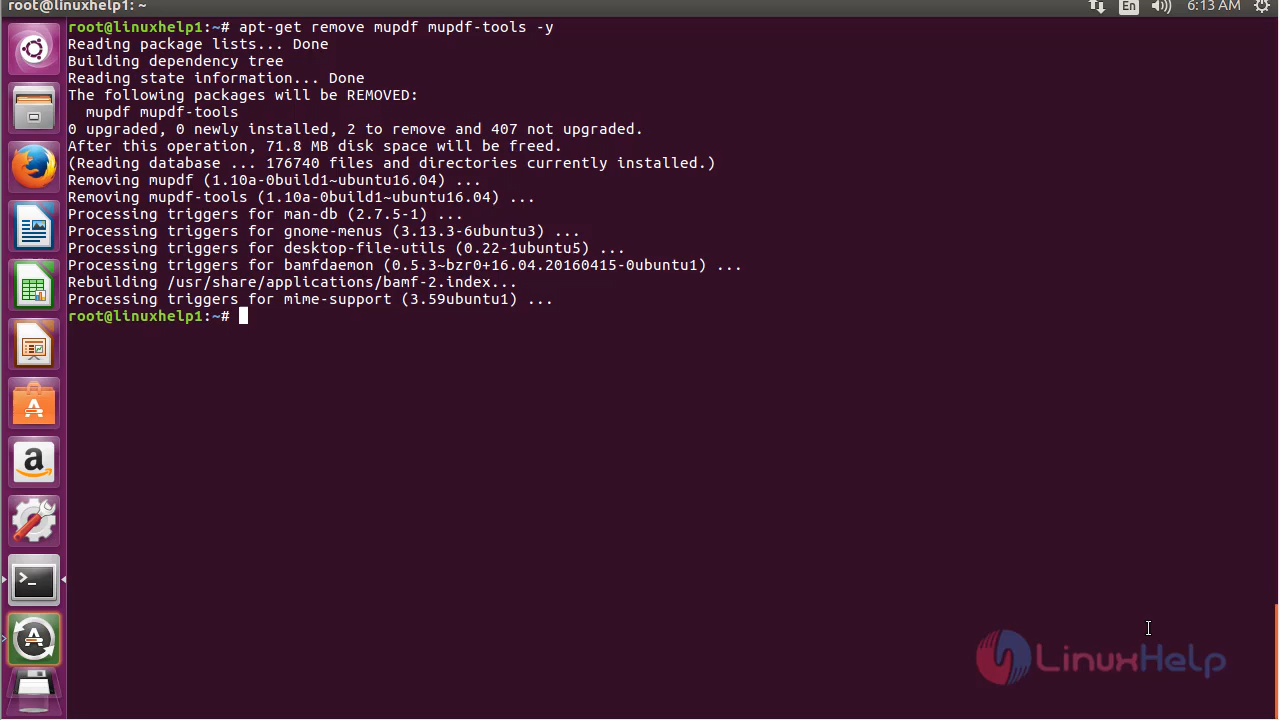 root@linuxhelp1: ~
En
6:13 AM
root@linuxhelp1:~# apt-get remove mupdf mupdf-tools -y
Reading package lists... Done
Building dependency tree
Reading state information... Done
The following packages will be REMOVED:
  mupdf mupdf-tools
0 upgraded, 0 newly installed, 2 to remove and 407 not upgraded.
After this operation, 71.8 MB disk space will be freed.
(Reading database ... 176740 files and directories currently installed.)
Removing mupdf (1.10a-0build1~ubuntu16.04) ...
Removing mupdf-tools (1.10a-0build1~ubuntu16.04) ...
Processing triggers for man-db (2.7.5-1) ...
Processing triggers for gnome-menus (3.13.3-6ubuntu3) ...
Processing triggers for desktop-file-utils (0.22-1ubuntu5) ...
Processing triggers for bamfdaemon (0.5.3~bzr0+16.04.20160415-0ubuntu1) ...
Rebuilding /usr/share/applications/bamf-2.index...
Processing triggers for mime-support (3.59ubuntu1) ...
root@linuxhelp1:~#
a
>_
LinuxHelp